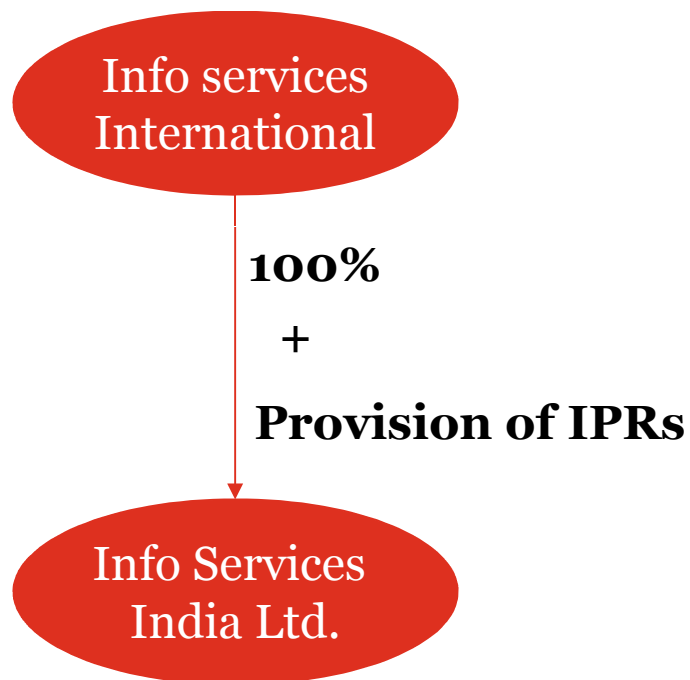 Info services
International
100%
+
Provision of IPRs
Info Services
India Ltd.